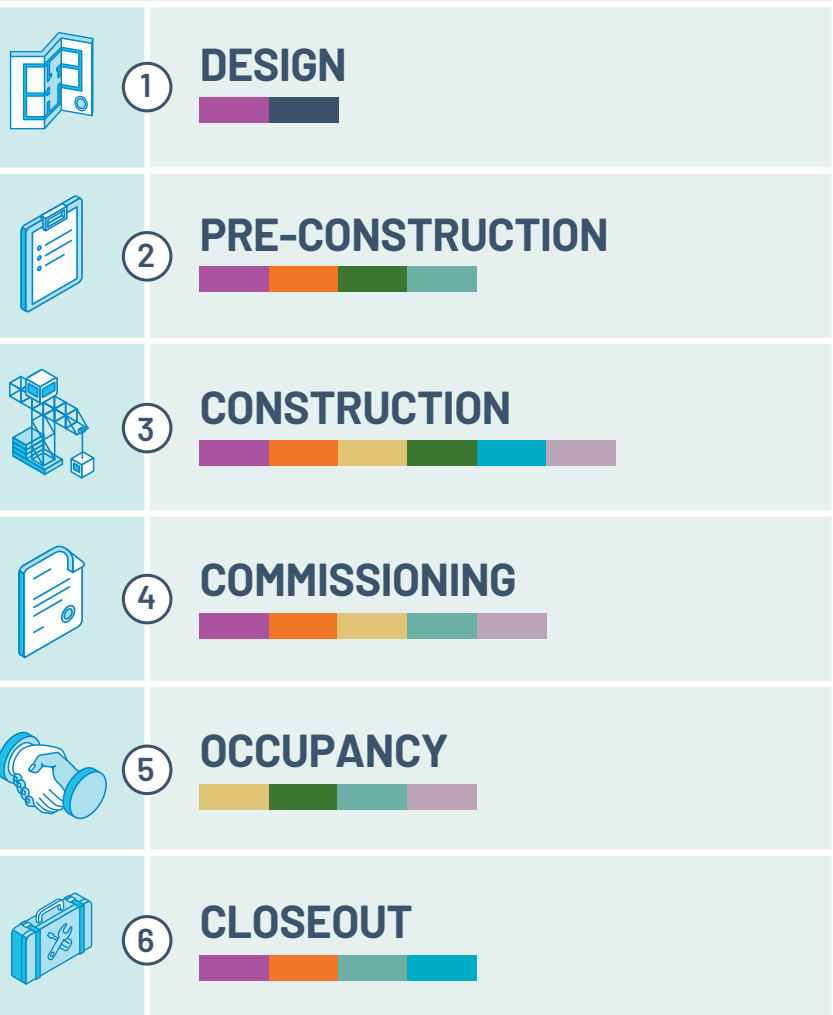 1 DESIGN
2 PRE-CONSTRUCTION
3 CONSTRUCTION
4 COMMISSIONING
5 OCCUPANCY
6 CLOSEOUT